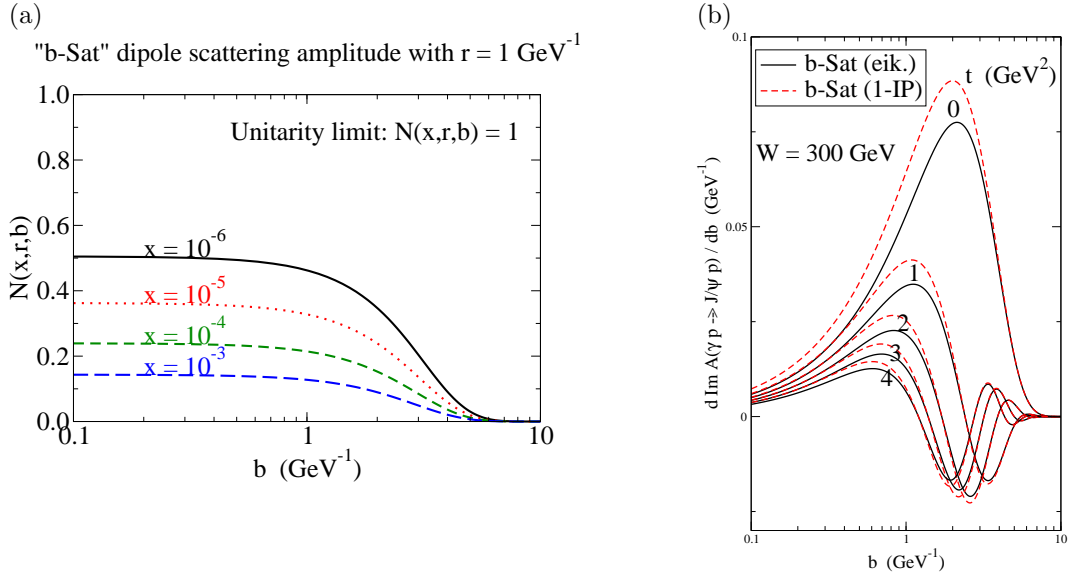 (a)
"b-Sat" dipole scattering amplitude with r = 1 GeV⁻¹
1.0
Unitarity limit: N(x,r,b) = 1
0.8
0.6
x = 10⁻⁶
0.4
x = 10⁻⁵
x = 10⁻⁴
0.2
x = 10⁻³
0.0
0.1
1
10
N(x,r,b)
b (GeV⁻¹)
(b)
0.1
b-Sat (eik.)
b-Sat (1-IP)
t (GeV²)
0
W = 300 GeV
0.05
1
2
3
4
0
0.1
1
10
d Im A(γ p -> J/ψ p) / db (GeV⁻¹)
b (GeV⁻¹)